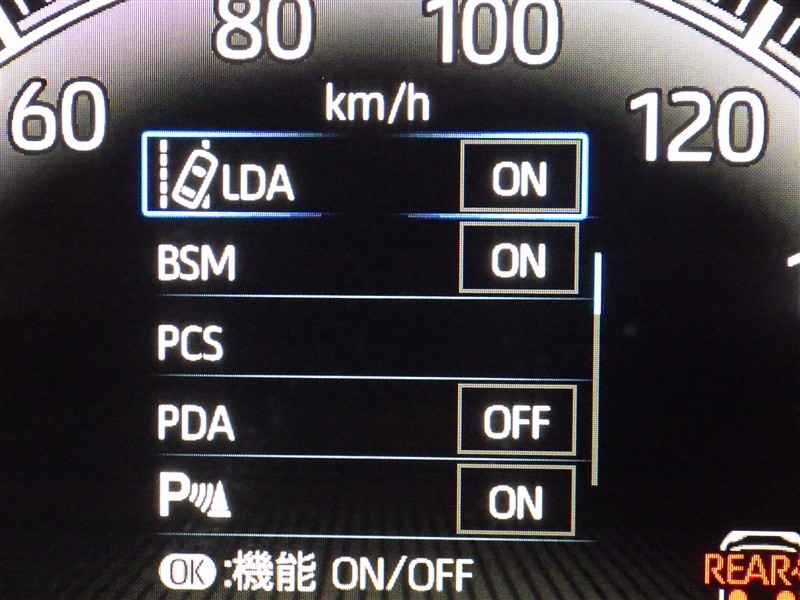 80 100
60 km/h 120
LDA ON
BSM ON
PCS
PDA OFF
P ON
OK :機能 ON/OFF
REAR